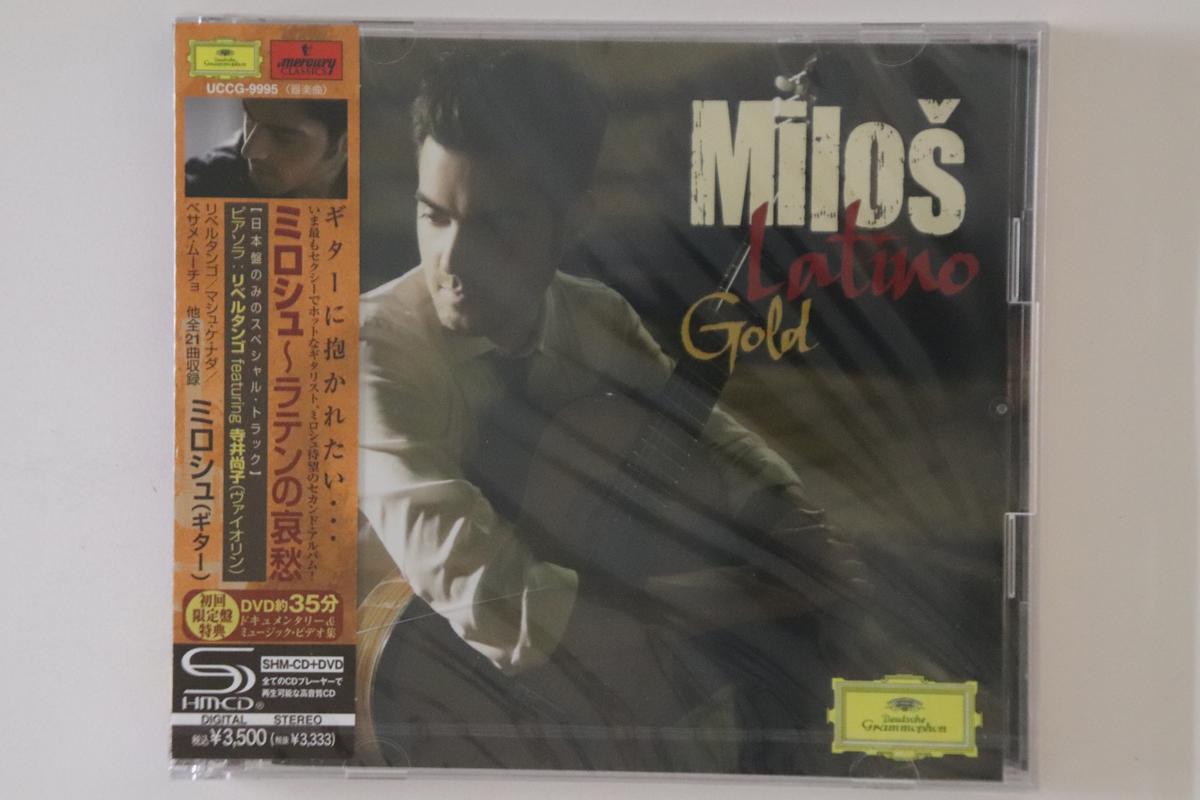 Deutsche
Grammophon
mercury
CLASSICS
UCCG-9995〈器楽曲〉
ギターに抱かれたい…
いま最もセクシーでホットなギタリスト、ミロシュ待望のセカンド・アルバム!
ミロシュ〜ラテンの哀愁
【日本盤のみのスペシャル・トラック】
ピアソラ:リベルタンゴ featuring 寺井尚子(ヴァイオリン)
リベルタンゴ/マシュ・ケ・ナダ/
ベサメ・ムーチョ 他全21曲収録
ミロシュ(ギター)
初回
限定盤
特典
DVD約35分
ドキュメンタリー&
ミュージック・ビデオ集
SHM-CD®
SHM-CD+DVD
全てのCDプレーヤーで
再生可能な高音質CD
DIGITAL STEREO
税込¥3,500(税抜¥3,333)
Miloš
Latino
Gold
Deutsche
Grammophon